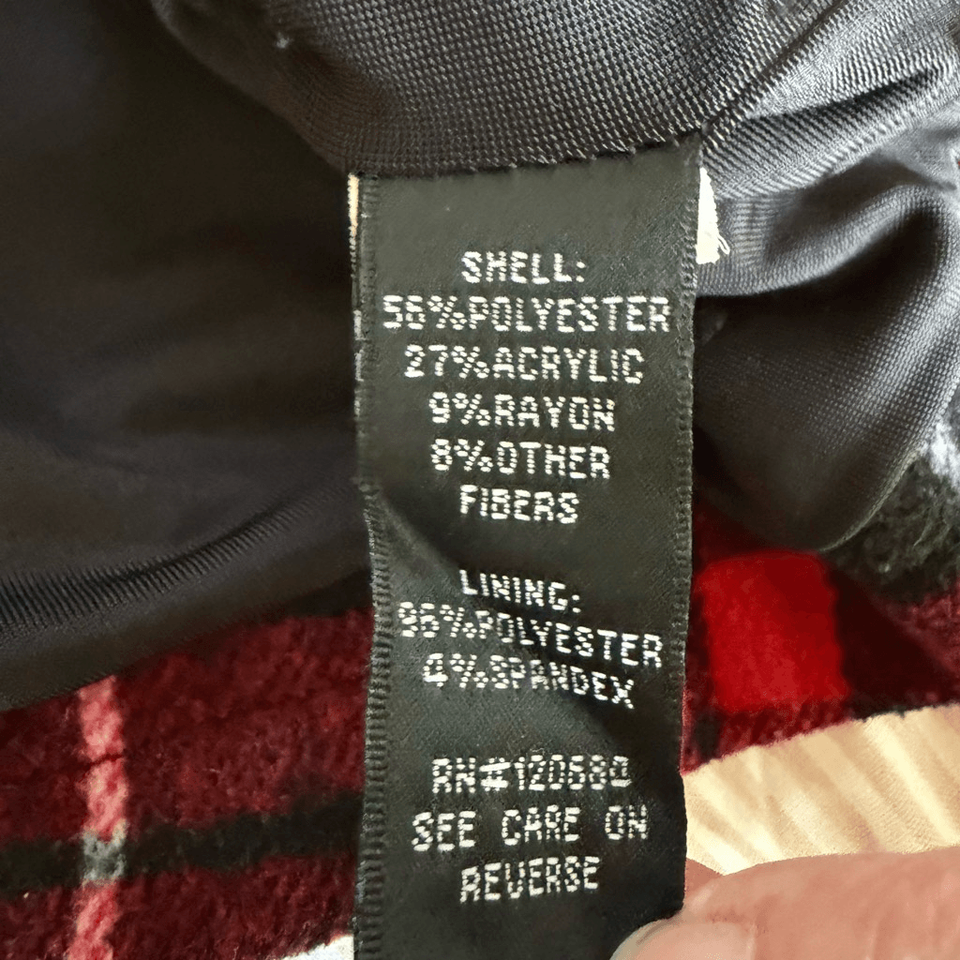 SHELL:
56%POLYESTER
27%ACRYLIC
9%RAYON
8%OTHER
FIBERS
LINING:
96%POLYESTER
4%SPANDEX
SEE CARE ON
REVERSE